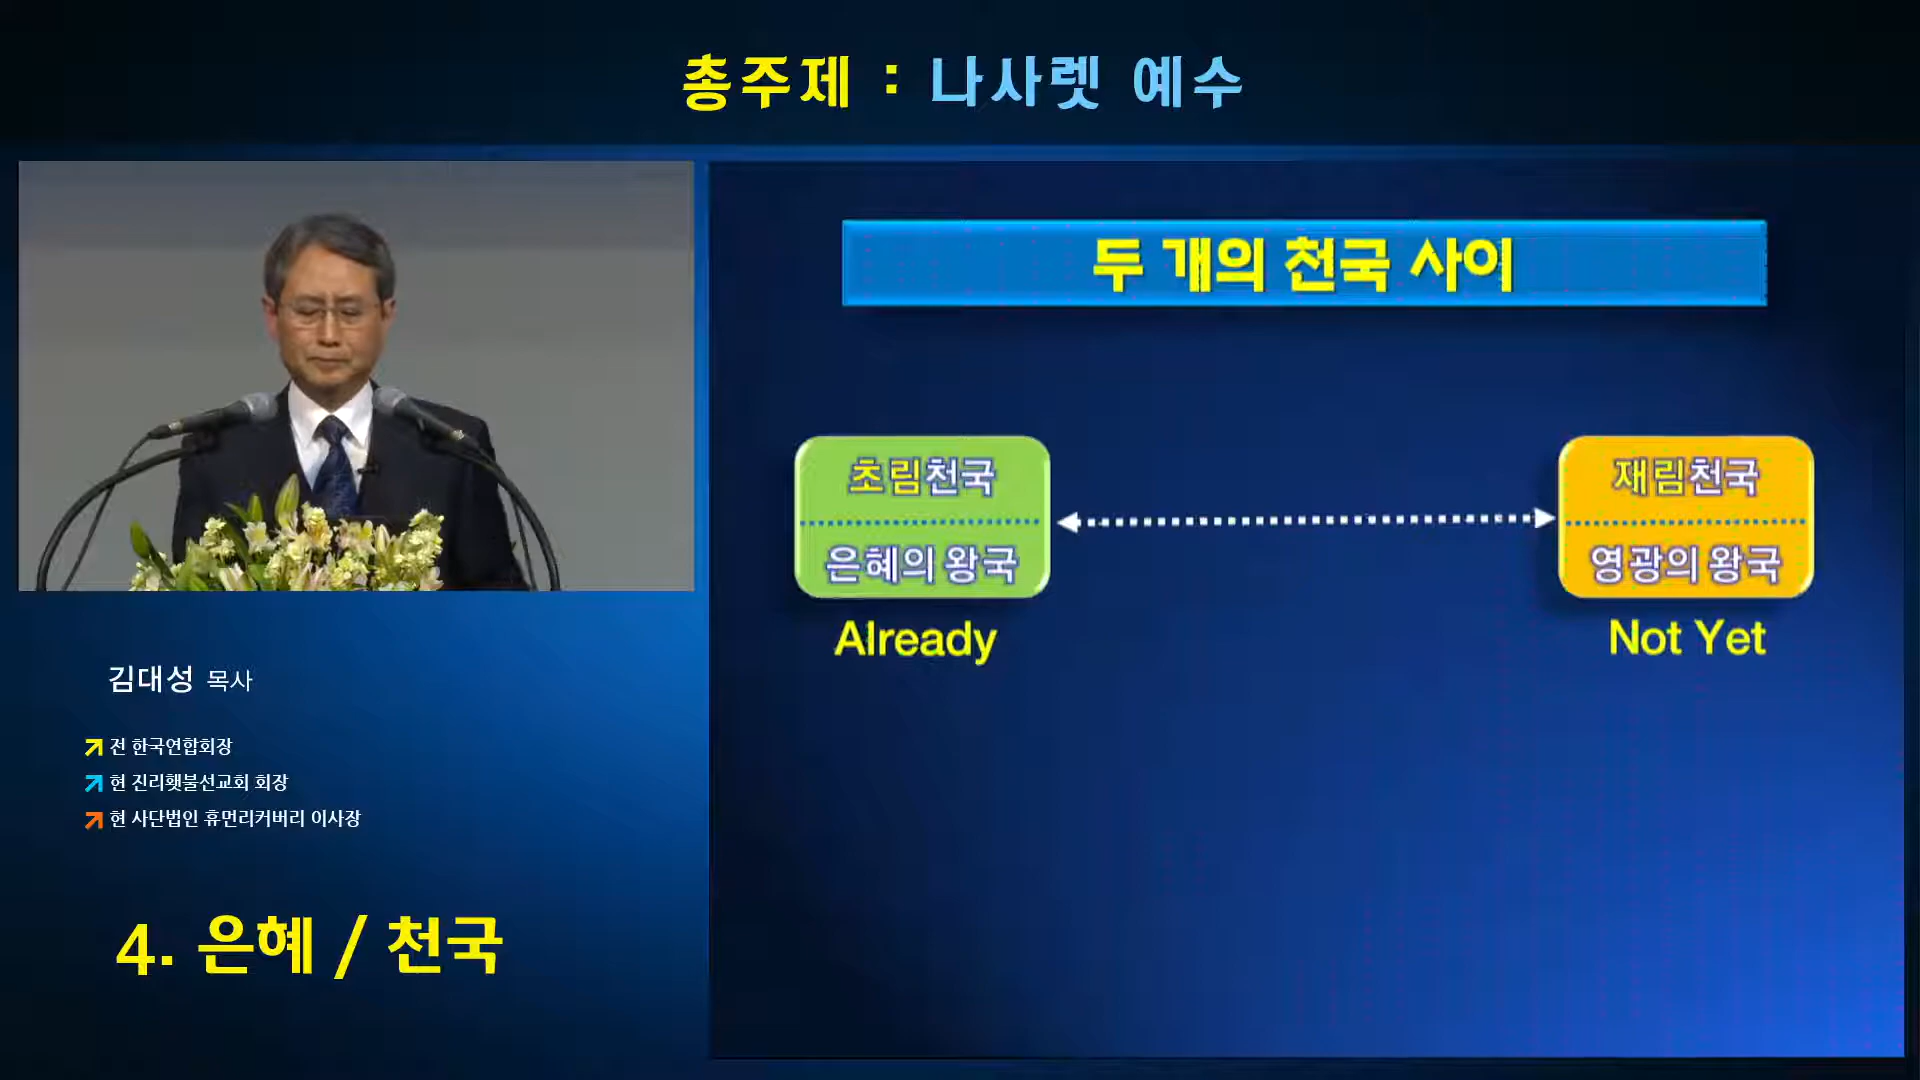 총주제 : 나사렛 예수
두 개의 천국 사이
초림천국
은혜의 왕국
Already
재림천국
영광의 왕국
Not Yet
김대성 목사
전 한국연합회장
현 진리횃불선교회 회장
현 사단법인 휴먼리커버리 이사장
4. 은혜 / 천국